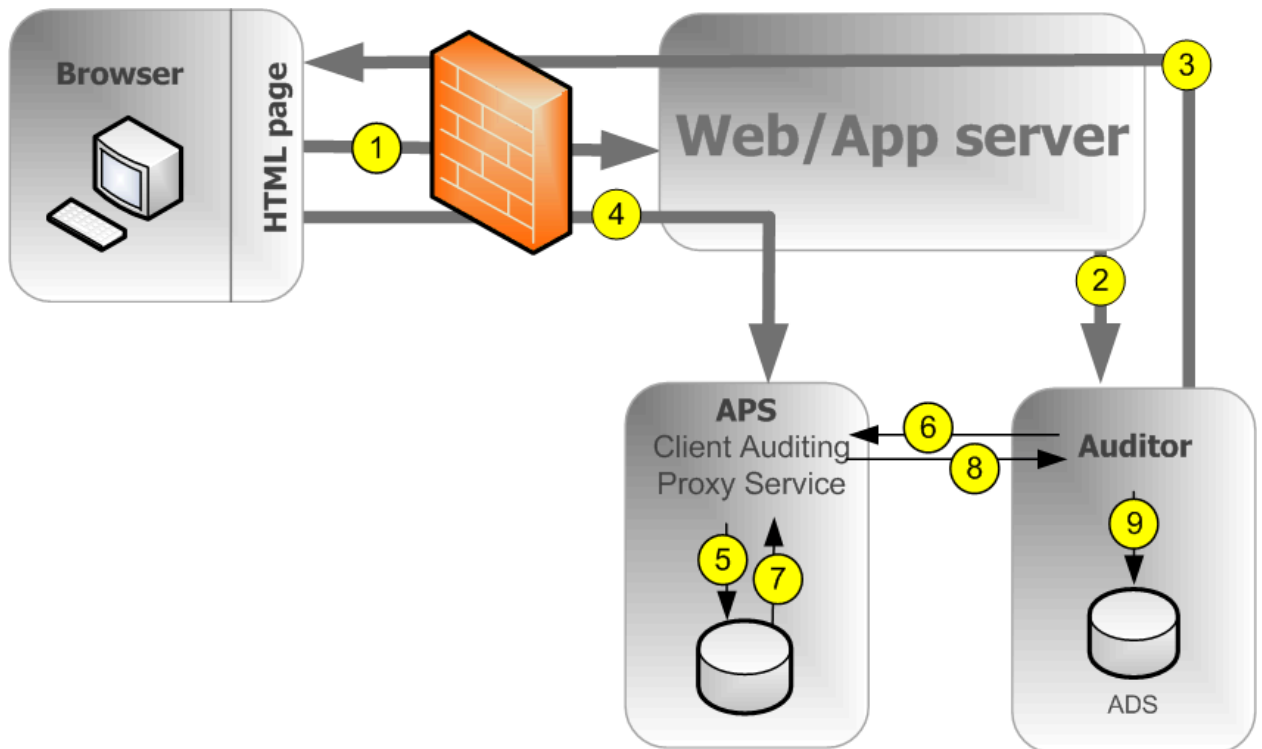 Browser
HTML page
1
3
Web/App server
4
2
APS
Client Auditing
Proxy Service
6
8
Auditor
5
7
9
ADS